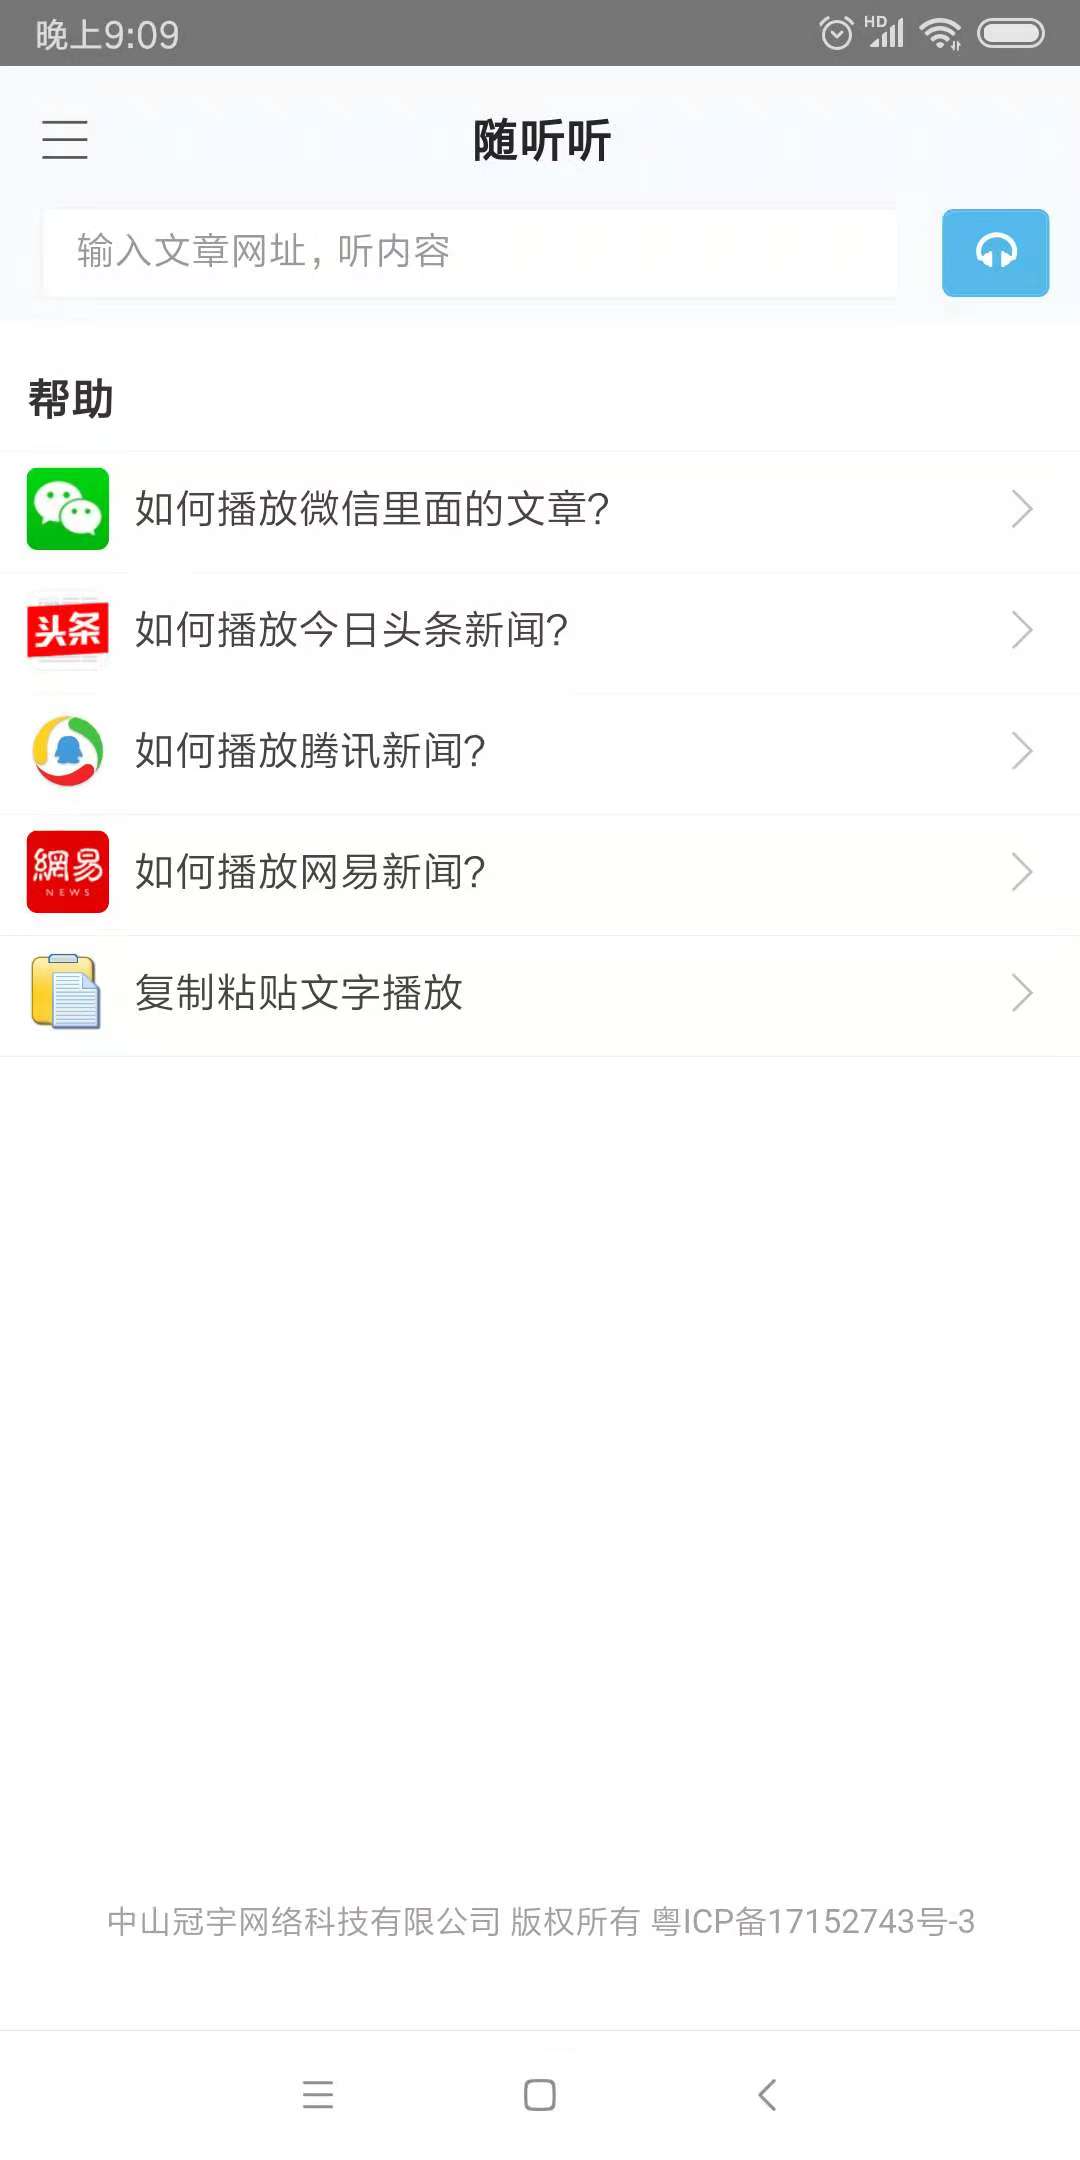 晚上9:09
HD
随听听
输入文章网址，听内容
帮助
如何播放微信里面的文章?
头条
如何播放今日头条新闻?
如何播放腾讯新闻?
網易
NEWS
如何播放网易新闻?
复制粘贴文字播放
中山冠宇网络科技有限公司 版权所有 粤ICP备17152743号-3